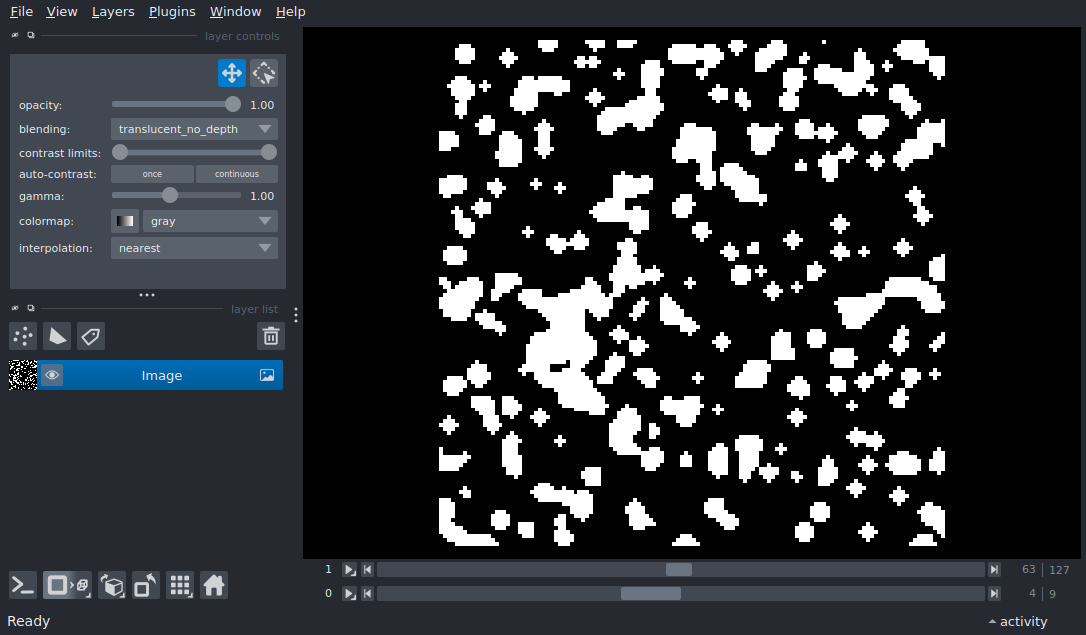 File View Layers Plugins Window Help
layer controls
opacity: 1.00
blending: translucent_no_depth
contrast limits:
auto-contrast: once continuous
gamma: 1.00
colormap: gray
interpolation: nearest
layer list
Image
1 63 127
0 4 9
Ready activity